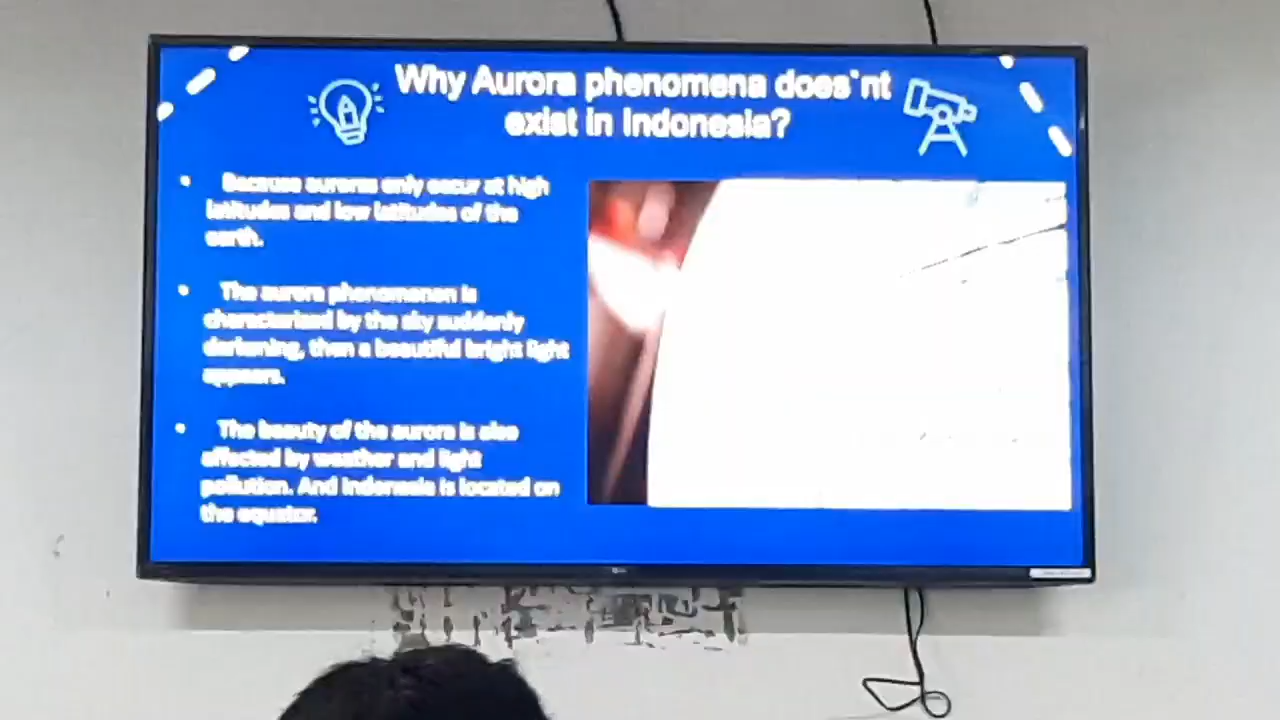 Why Aurora phenomena does`nt
exist in Indonesia?
• Because auroras only occur at high
latitudes and low latitudes of the
earth.
• The aurora phenomenon is
characterized by the sky suddenly
darkening, then a beautiful bright light
appears.
• The beauty of the aurora is also
affected by weather and light
pollution. And Indonesia is located on
the equator.